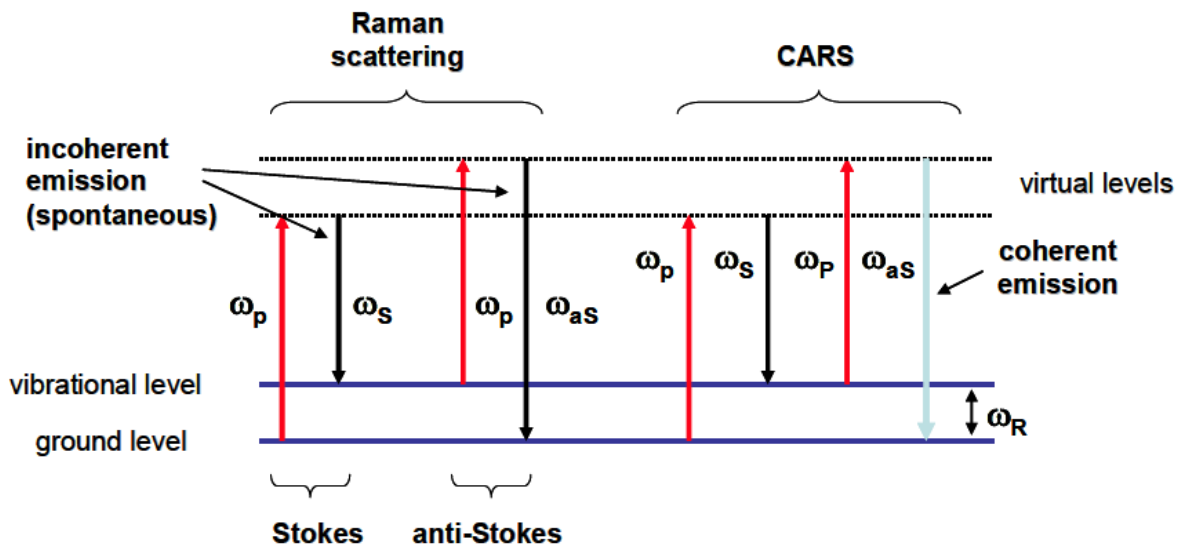 Raman
scattering
CARS
incoherent
emission
(spontaneous)
virtual levels
coherent
emission
ωp
ωS
ωp
ωaS
ωp
ωS
ωP
ωaS
vibrational level
ground level
ωR
Stokes
anti-Stokes